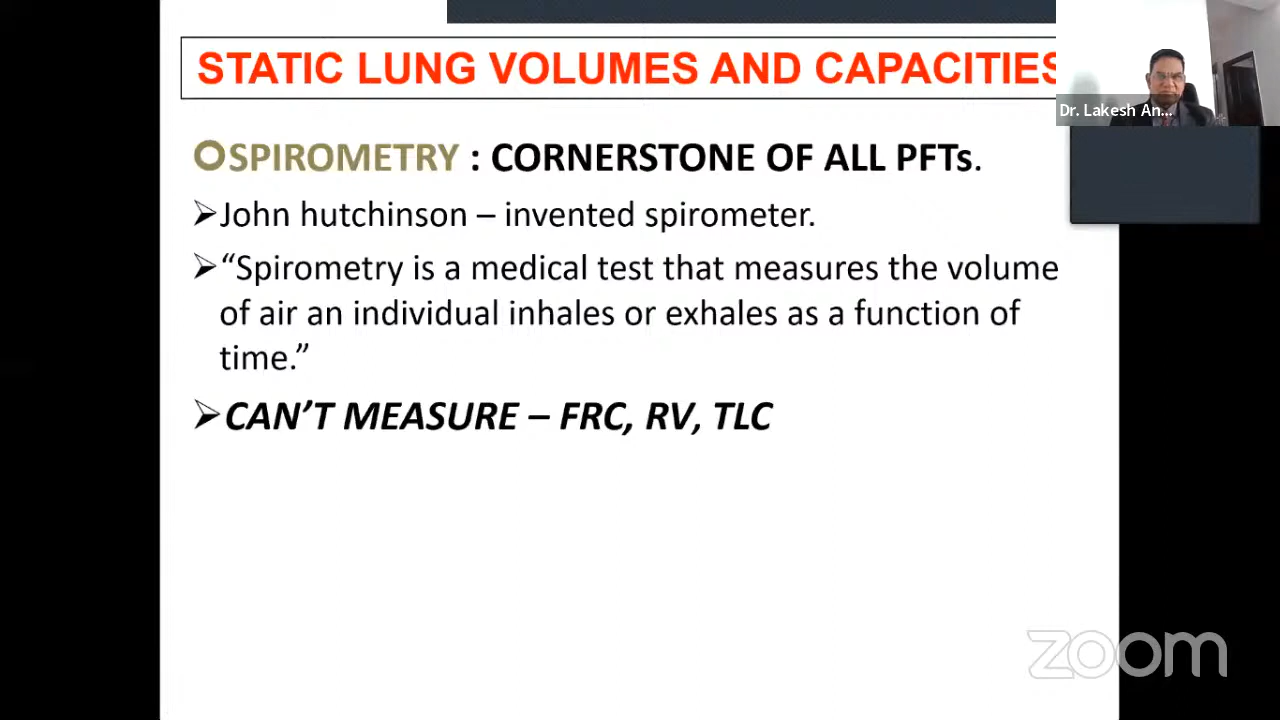 STATIC LUNG VOLUMES AND CAPACITIES
Dr. Lakesh An...
SPIROMETRY : CORNERSTONE OF ALL PFTs.
John hutchinson – invented spirometer.
“Spirometry is a medical test that measures the volume
of air an individual inhales or exhales as a function of
time.”
CAN’T MEASURE – FRC, RV, TLC
zoom